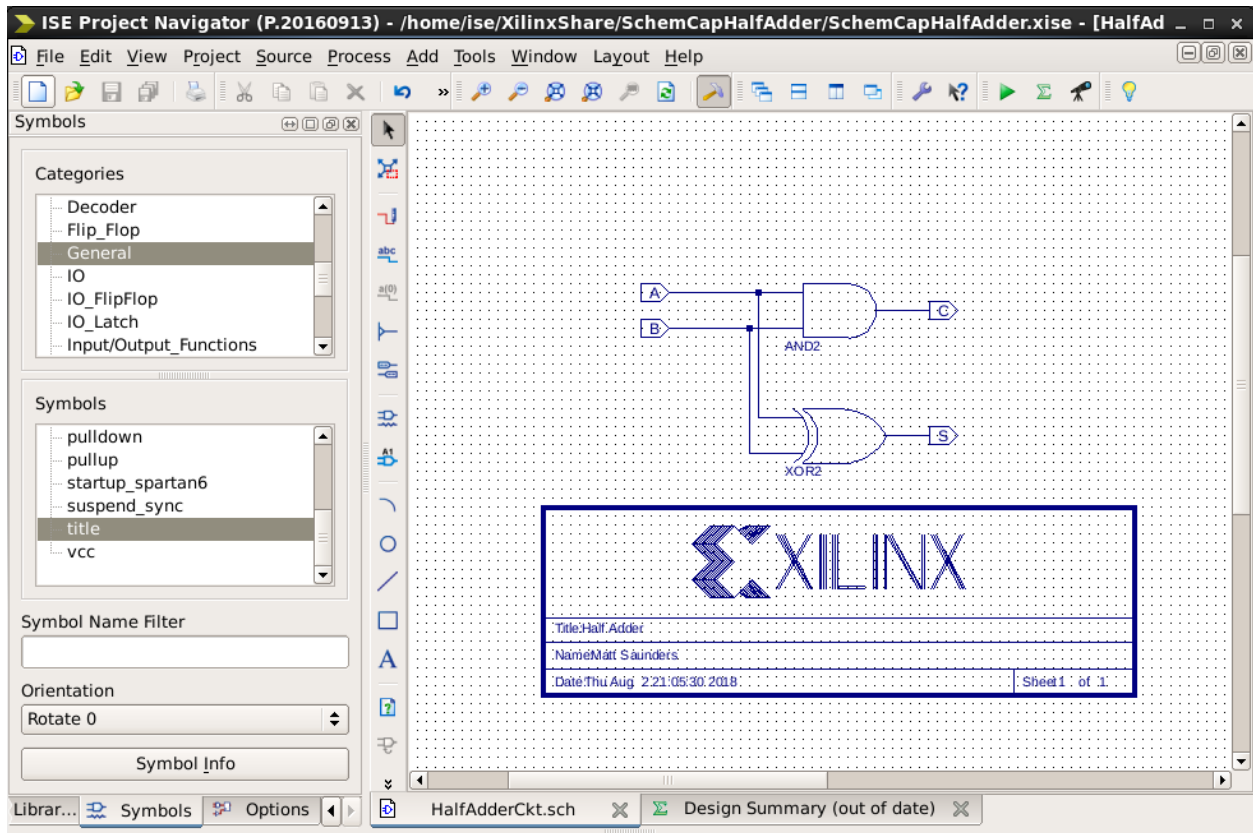 ISE Project Navigator (P.20160913) - /home/ise/XilinxShare/SchemCapHalfAdder/SchemCapHalfAdder.xise - [HalfAd
File Edit View Project Source Process Add Tools Window Layout Help
»
Symbols
Categories
Decoder
Flip_Flop
General
IO
IO_FlipFlop
IO_Latch
Input/Output_Functions
Symbols
pulldown
pullup
startup_spartan6
suspend_sync
title
vcc
Symbol Name Filter
Orientation
Rotate 0
Symbol Info
Librar... Symbols Options
abc
a(0)
A1
A
A
B
C
AND2
S
XOR2
XILINX
Title:Half Adder
Name:Matt Saunders
Date:Thu Aug 2 21:05:30 2018
Sheet 1 of 1
HalfAdderCkt.sch
Design Summary (out of date)